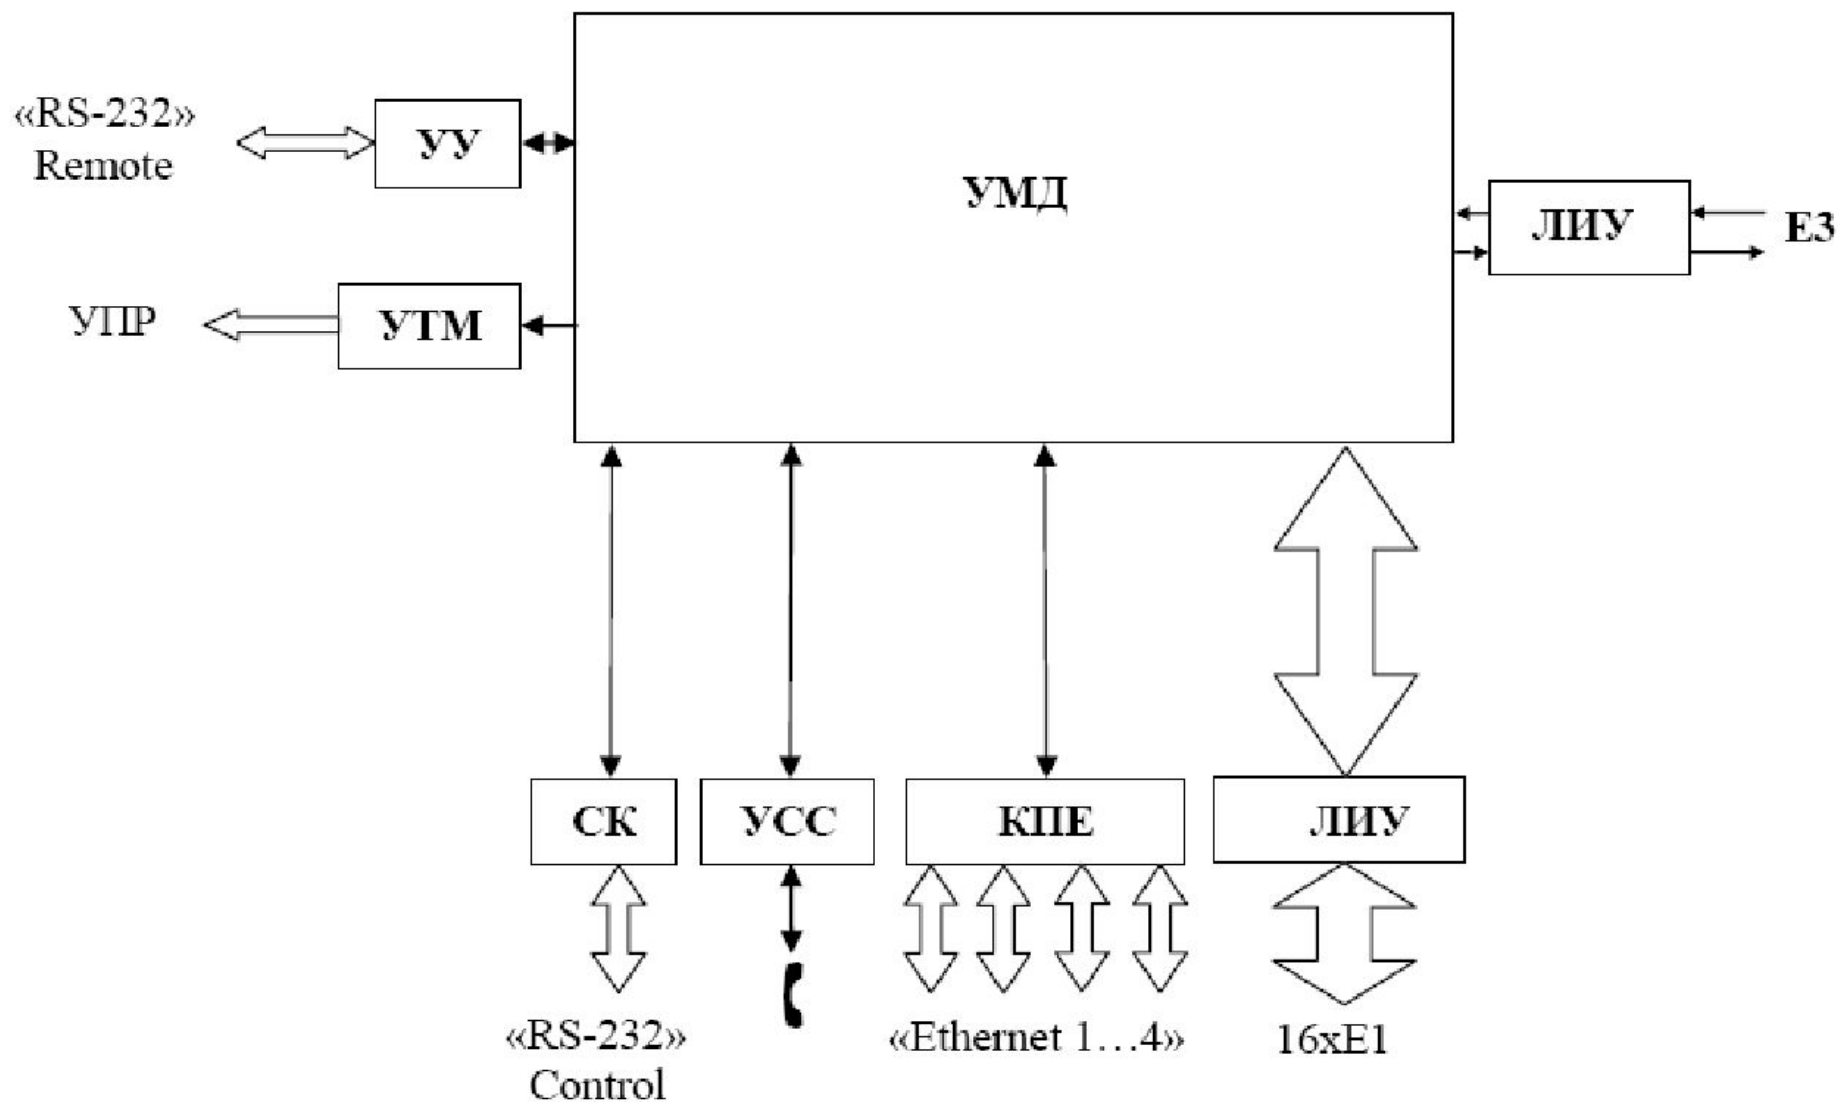 «RS-232»
Remote
УУ
УМД
ЛИУ
Е3
УПР
УТМ
СК
УСС
КПЕ
ЛИУ
«RS-232»
Control
«Ethernet 1…4»
16xE1